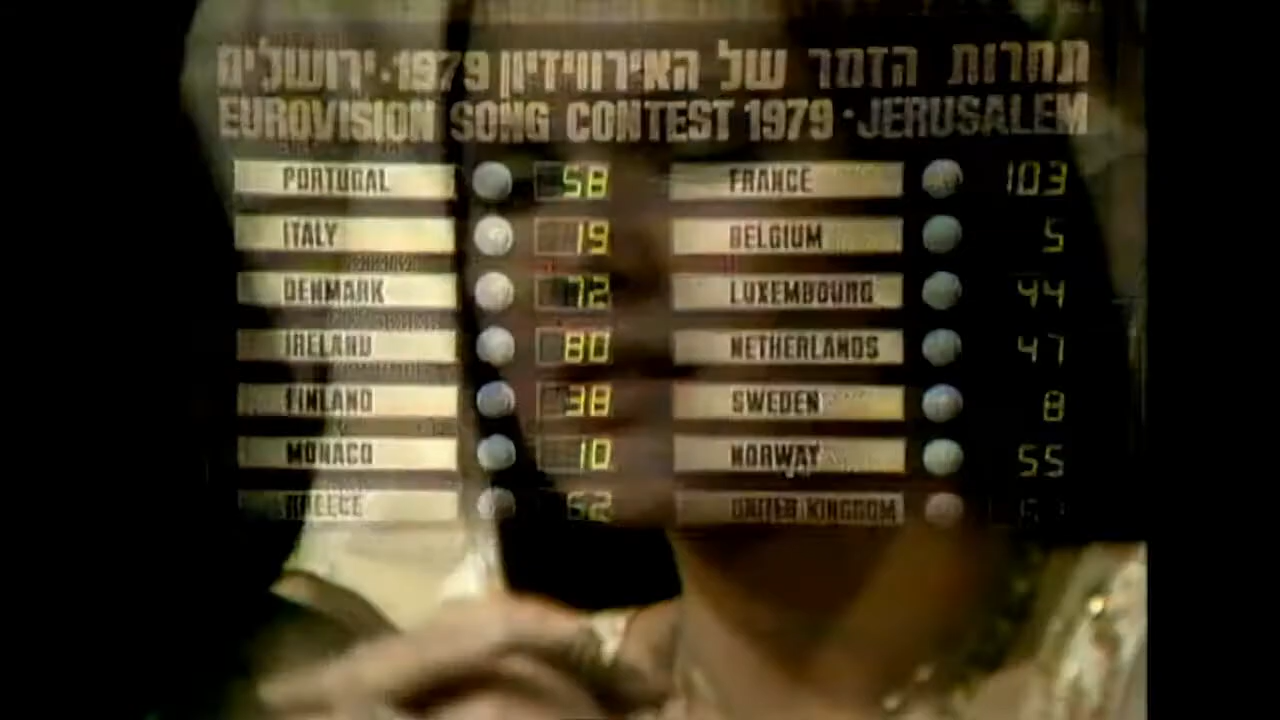 תחרות הזמר של האירוויזיון 1979 · ירושלים
EUROVISION SONG CONTEST 1979 · JERUSALEM
PORTUGAL 58 FRANCE 103
ITALY 19 BELGIUM 5
DENMARK 72 LUXEMBOURG 44
IRELAND 80 NETHERLANDS 47
FINLAND 38 SWEDEN 8
MONACO 10 NORWAY 55
GREECE 62 UNITED KINGDOM